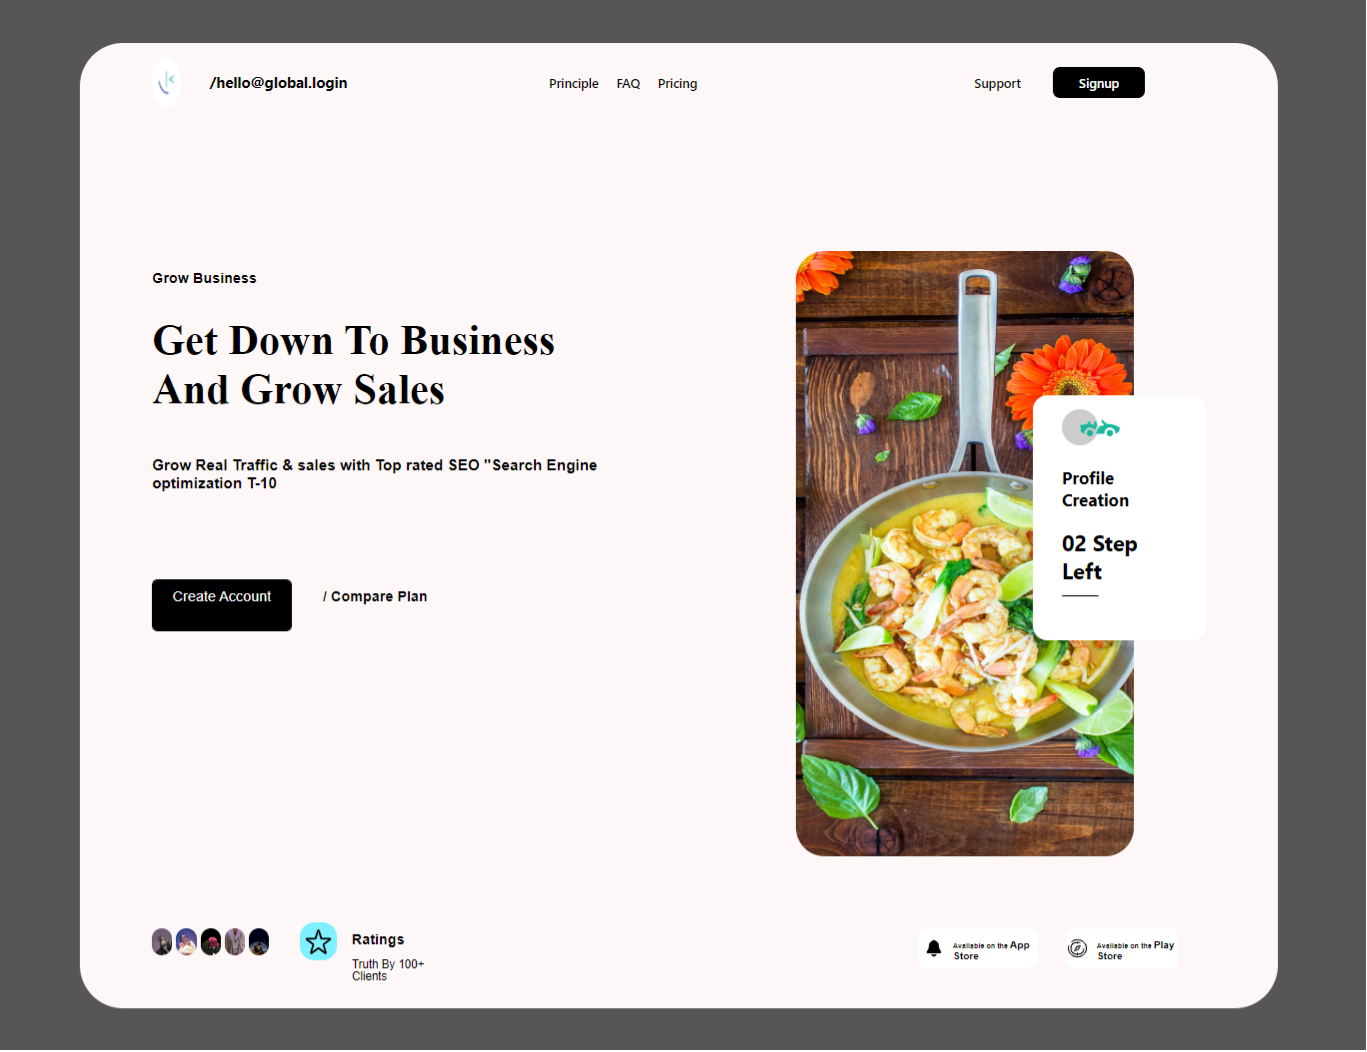 /hello@global.login
Principle FAQ Pricing
Support
Signup
Grow Business
Get Down To Business
And Grow Sales
Grow Real Traffic & sales with Top rated SEO "Search Engine
optimization T-10
Create Account
/ Compare Plan
Profile
Creation
02 Step
Left
Ratings
Truth By 100+
Clients
Available on the App
Store
Available on the Play
Store